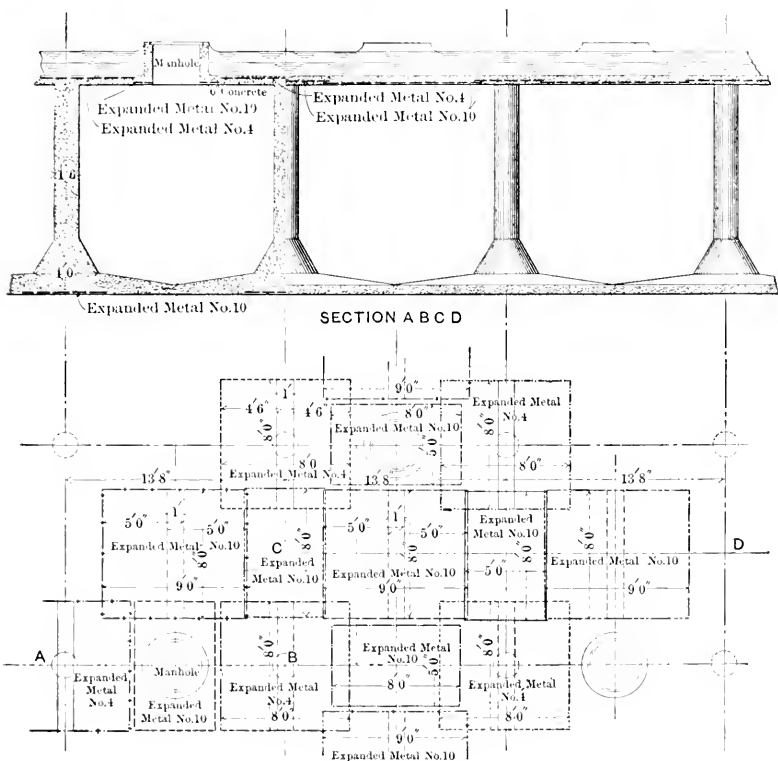 Manhole
6 Concrete
Expanded Metal No.19
Expanded Metal No.4
Expanded Metal No.4
Expanded Metal No.10
1'6"
4'0"
Expanded Metal No.10
SECTION A B C D
9'0"
1'
4'6"
4'6"
8'0"
8'0
Expanded Metal No.4
8'0"
Expanded Metal
No.10
5'0"
Expanded Metal
No.4
8'0"
8'0"
13'8"
13'8
13'8"
5'0"
1'
5'0"
Expanded Metal No.10
8'0"
9'0"
C
8'0"
Expanded
Metal No.10
5'0"
1'
5'0"
Expanded Metal No.10
8'0"
9'0"
Expanded
Metal No.10
5'0"
8'0"
8'0"
Expanded Metal No.10
9'0"
D
A
Expanded
Metal
No.4
Manhole
Expanded
Metal No.10
8'0"
B
Expanded Metal
No.4
8'0"
Expanded Metal
No.10
5'0"
8'0"
8'0"
Expanded Metal
No.4
8'0"
9'0"
Expanded Metal No.10